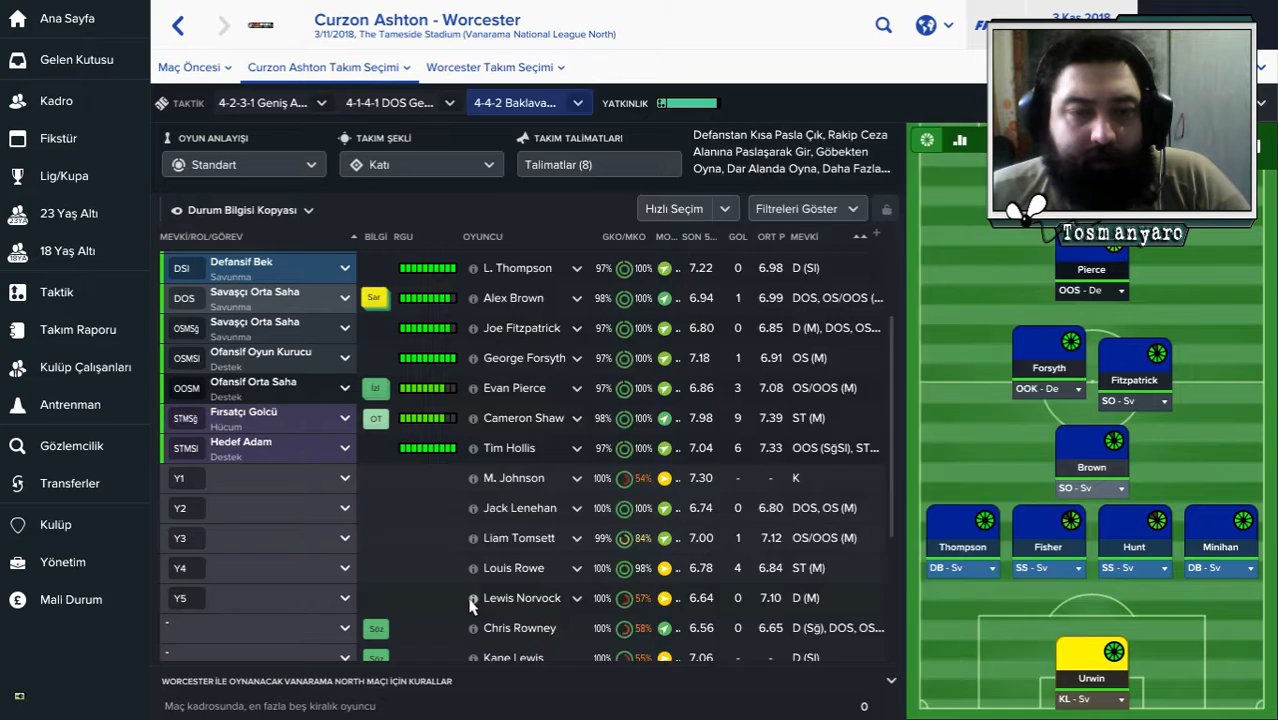 Ana Sayfa
Gelen Kutusu
Kadro
Fikstür
Lig/Kupa
23 Yaş Altı
18 Yaş Altı
Taktik
Takım Raporu
Kulüp Çalışanları
Antrenman
Gözlemcilik
Transferler
Kulüp
Yönetim
Mali Durum
Curzon Ashton - Worcester
3/11/2018, The Tameside Stadium (Vanarama National League North)
3 Kas 2018
Maç Öncesi
Curzon Ashton Takım Seçimi
Worcester Takım Seçimi
TAKTİK
4-2-3-1 Geniş A...
4-1-4-1 DOS Ge...
4-4-2 Baklava...
YATKINLIK
OYUN ANLAYIŞI
TAKIM ŞEKLİ
TAKIM TALİMATLARI
Standart
Katı
Talimatlar (8)
Defanstan Kısa Pasla Çık, Rakip Ceza
Alanına Paslaşarak Gir, Göbekten
Oyna, Dar Alanda Oyna, Daha Fazla...
Durum Bilgisi Kopyası
Hızlı Seçim
Filtreleri Göster
MEVKİ/ROL/GÖREV BİLGİ RGU OYUNCU GKO/MKO MO... SON 5... GOL ORT P MEVKİ
DSI Defansif Bek Savunma L. Thompson 97% 100% .. 7.22 0 6.98 D (Sl)
DOS Savaşçı Orta Saha Savunma Sar Alex Brown 98% 100% .. 6.94 1 6.99 DOS, OS/OOS (...
OSMSğ Savaşçı Orta Saha Savunma Joe Fitzpatrick 97% 100% .. 6.80 0 6.85 D (M), DOS, OS...
OSMSI Ofansif Oyun Kurucu Destek George Forsyth 97% 100% .. 7.18 1 6.91 OS (M)
OOSM Ofansif Orta Saha Destek İzl Evan Pierce 97% 100% .. 6.86 3 7.08 OS/OOS (M)
STMSğ Fırsatçı Golcü Hücum OT Cameron Shaw 98% 100% .. 7.98 9 7.39 ST (M)
STMSI Hedef Adam Destek Tim Hollis 97% 100% .. 7.04 6 7.33 OOS (SğSl), ST...
Y1 M. Johnson 100% 54% .. 7.30 - - K
Y2 Jack Lenehan 100% 100% .. 6.74 0 6.80 DOS, OS (M)
Y3 Liam Tomsett 99% 84% .. 7.00 1 7.12 OS/OOS (M)
Y4 Louis Rowe 100% 98% .. 6.78 4 6.84 ST (M)
Y5 Lewis Norvock 100% 57% .. 6.64 0 7.10 D (M)
- Söz Chris Rowney 100% 58% .. 6.56 0 6.65 D (Sğ), DOS, OS...
- Söz Kane Lewis 100% 55% .. 7.06 - - D (Sl)
WORCESTER İLE OYNANACAK VANARAMA NORTH MAÇI İÇİN KURALLAR
Maç kadrosunda, en fazla beş kiralık oyuncu
0
Tosmanyaro
Pierce
OOS - De
Forsyth
OOK - De
Fitzpatrick
SO - Sv
Brown
SO - Sv
Thompson
DB - Sv
Fisher
SS - Sv
Hunt
SS - Sv
Minihan
DB - Sv
Urwin
KL - Sv